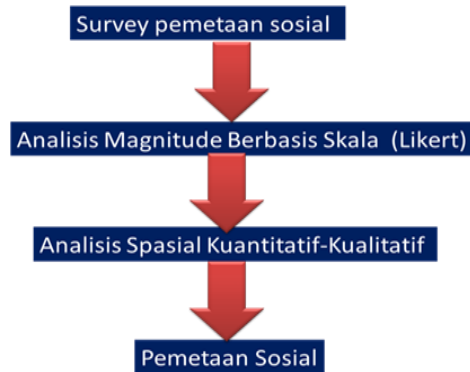 Survey pemetaan sosial
Analisis Magnitude Berbasis Skala (Likert)
Analisis Spasial Kuantitatif-Kualitatif
Pemetaan Sosial